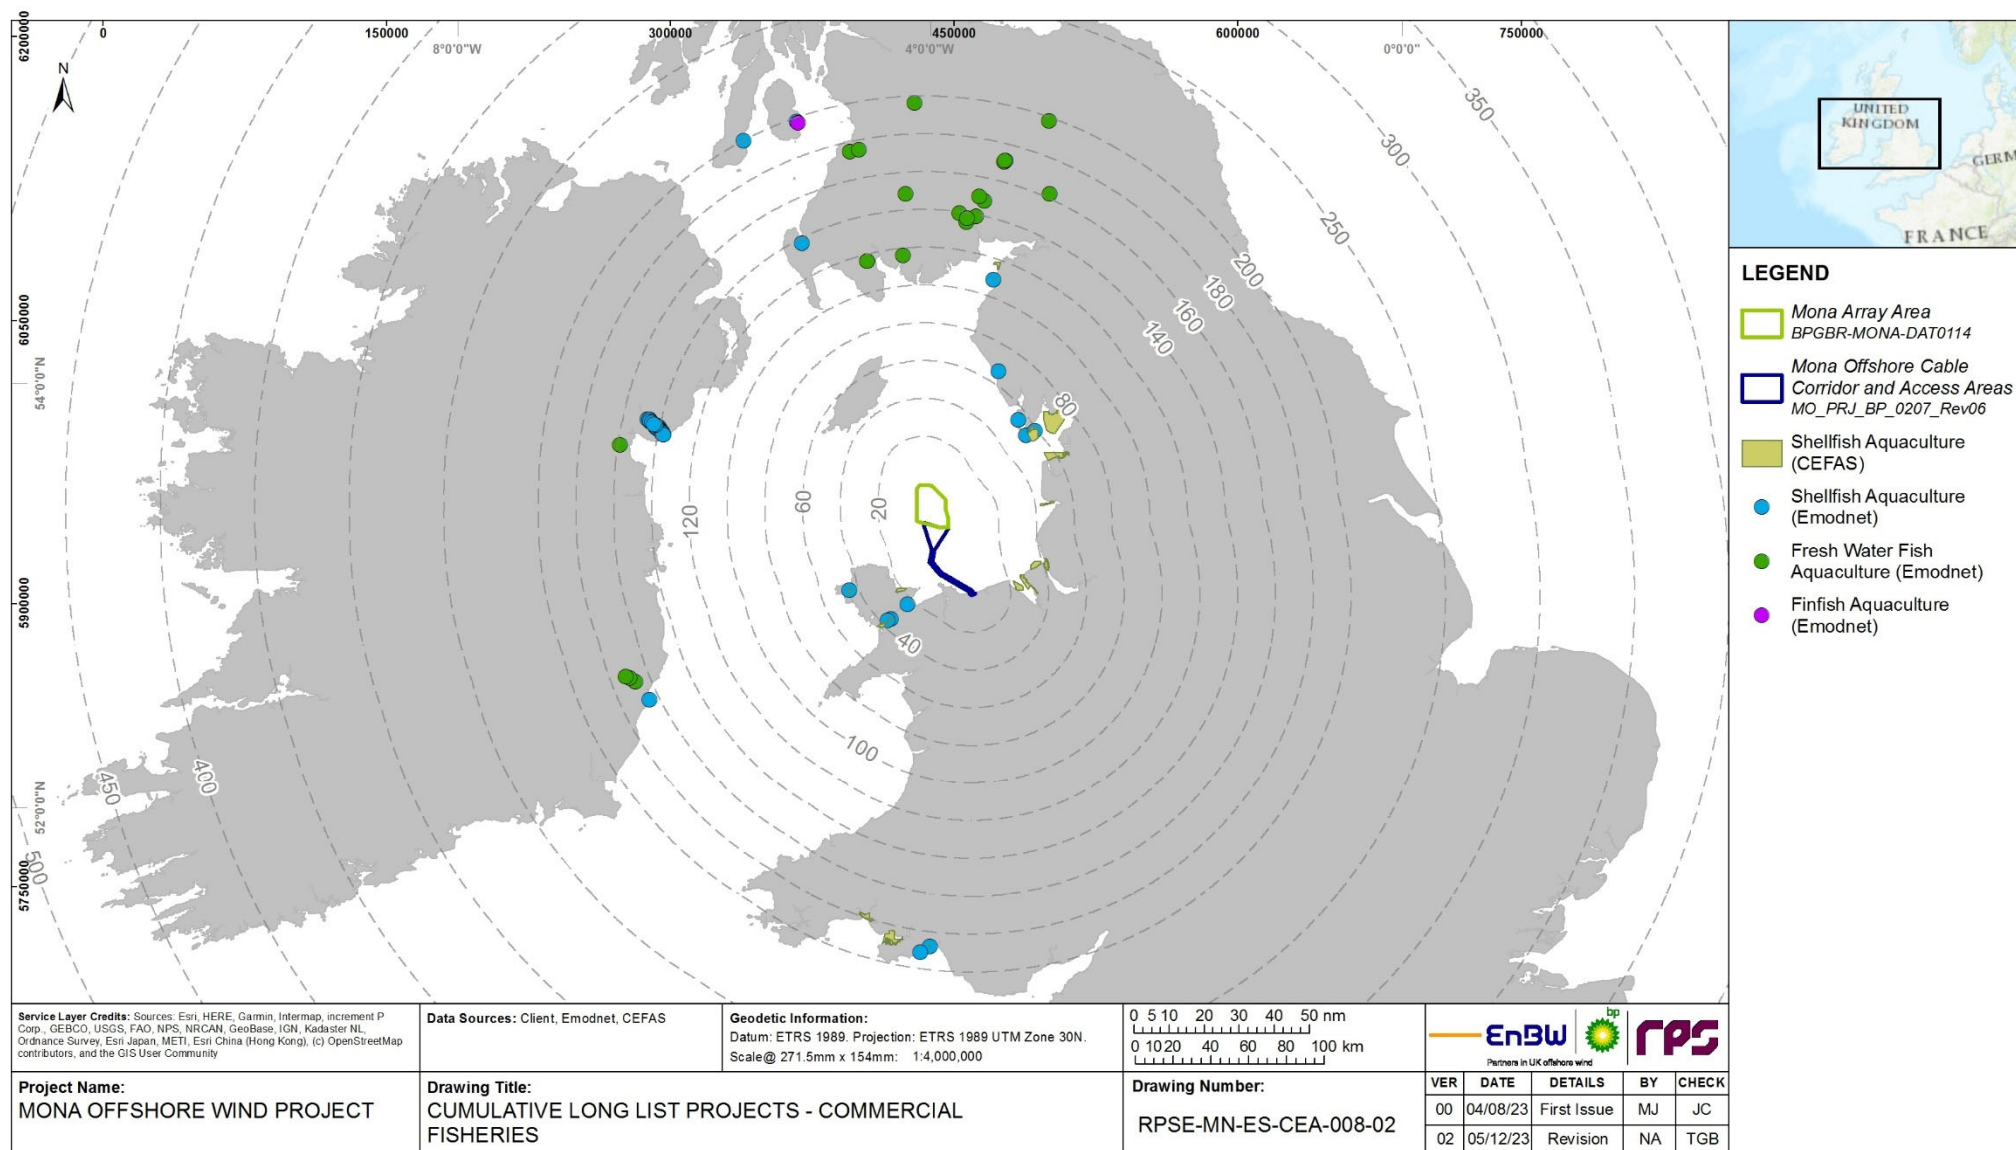 0
150000
300000
450000
600000
750000
8°0'0"W
4°0'0"W
0°0'0"
6200000
6050000
5900000
5750000
54°0'0"N
52°0'0"N
N
350
300
250
200
180
160
140
80
120
60
20
40
100
400
450
500
UNITED
KINGDOM
GERM
FRANCE
LEGEND
Mona Array Area
BPGBR-MONA-DAT0114
Mona Offshore Cable
Corridor and Access Areas
MO_PRJ_BP_0207_Rev06
Shellfish Aquaculture
(CEFAS)
Shellfish Aquaculture
(Emodnet)
Fresh Water Fish
Aquaculture (Emodnet)
Finfish Aquaculture
(Emodnet)
Service Layer Credits: Sources: Esri, HERE, Garmin, Intermap, increment P
Corp., GEBCO, USGS, FAO, NPS, NRCAN, GeoBase, IGN, Kadaster NL,
Ordnance Survey, Esri Japan, METI, Esri China (Hong Kong), (c) OpenStreetMap
contributors, and the GIS User Community
Data Sources: Client, Emodnet, CEFAS
Geodetic Information:
Datum: ETRS 1989. Projection: ETRS 1989 UTM Zone 30N.
Scale@ 271.5mm x 154mm: 1:4,000,000
0 5 10 20 30 40 50 nm
0 10 20 40 60 80 100 km
EnBW
bp
rps
Partners in UK offshore wind
Project Name:
MONA OFFSHORE WIND PROJECT
Drawing Title:
CUMULATIVE LONG LIST PROJECTS - COMMERCIAL
FISHERIES
Drawing Number:
RPSE-MN-ES-CEA-008-02
VER DATE DETAILS BY CHECK
00 04/08/23 First Issue MJ JC
02 05/12/23 Revision NA TGB